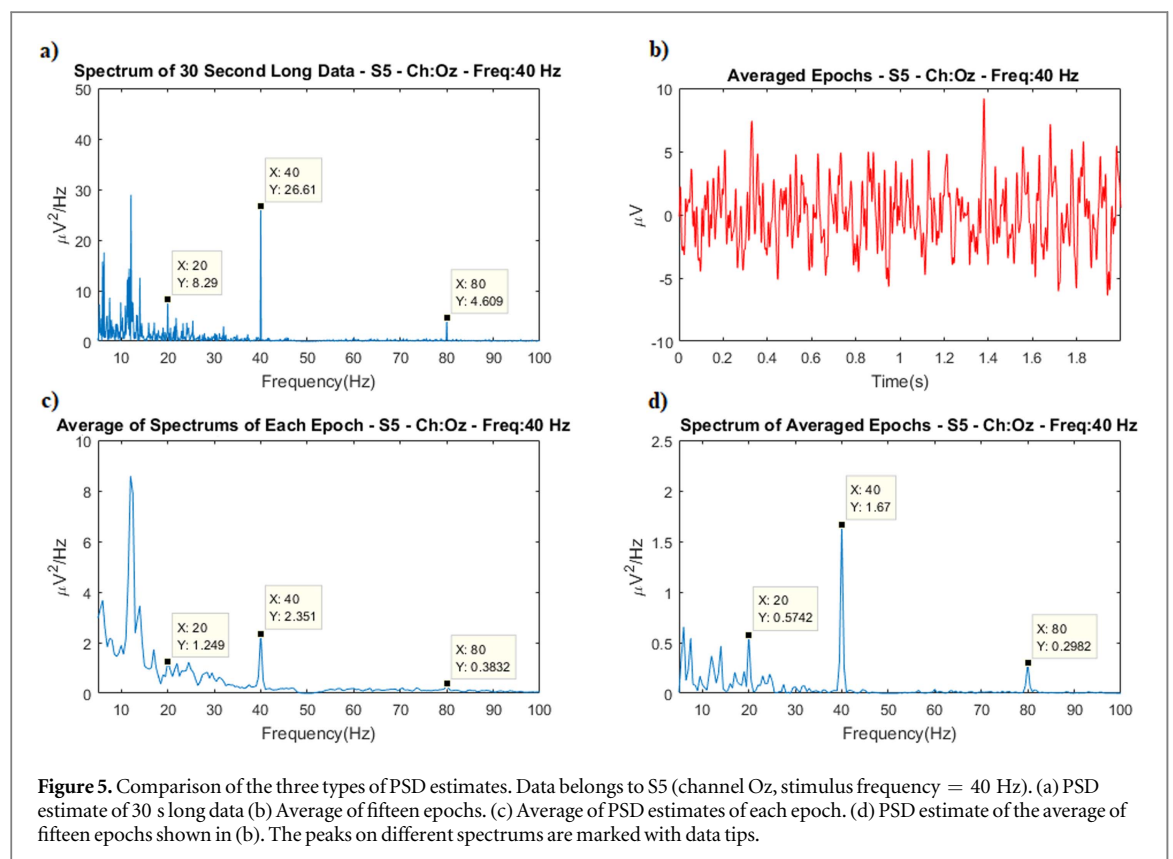 a)
Spectrum of 30 Second Long Data - S5 - Ch:Oz - Freq:40 Hz
μV²/Hz
50
40
30
20
10
0
X: 20
Y: 8.29
X: 40
Y: 26.61
X: 80
Y: 4.609
10 20 30 40 50 60 70 80 90 100
Frequency(Hz)
b)
Averaged Epochs - S5 - Ch:Oz - Freq:40 Hz
μV
10
5
0
-5
-10
0 0.2 0.4 0.6 0.8 1 1.2 1.4 1.6 1.8
Time(s)
c)
Average of Spectrums of Each Epoch - S5 - Ch:Oz - Freq:40 Hz
μV²/Hz
10
8
6
4
2
0
X: 20
Y: 1.249
X: 40
Y: 2.351
X: 80
Y: 0.3832
10 20 30 40 50 60 70 80 90 100
Frequency(Hz)
d)
Spectrum of Averaged Epochs - S5 - Ch:Oz - Freq:40 Hz
μV²/Hz
2.5
2
1.5
1
0.5
0
X: 20
Y: 0.5742
X: 40
Y: 1.67
X: 80
Y: 0.2982
10 20 30 40 50 60 70 80 90 100
Frequency(Hz)
Figure 5. Comparison of the three types of PSD estimates. Data belongs to S5 (channel Oz, stimulus frequency = 40 Hz). (a) PSD
estimate of 30 s long data (b) Average of fifteen epochs. (c) Average of PSD estimates of each epoch. (d) PSD estimate of the average of
fifteen epochs shown in (b). The peaks on different spectrums are marked with data tips.